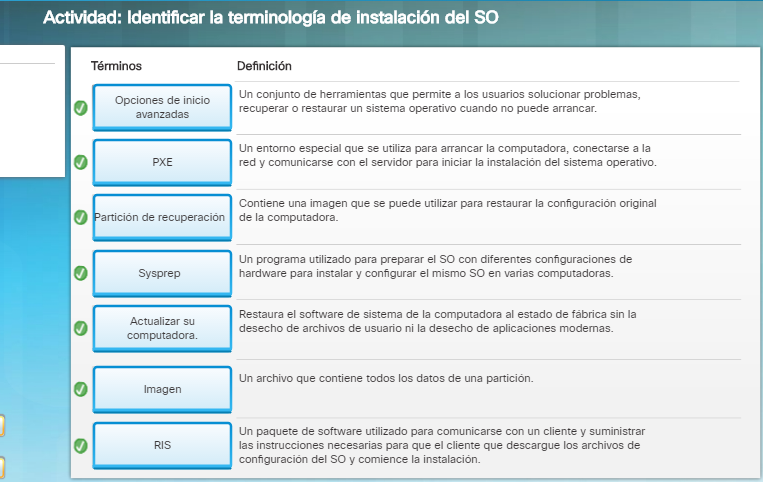 Actividad: Identificar la terminología de instalación del SO
Términos
Definición
Opciones de inicio
avanzadas
Un conjunto de herramientas que permite a los usuarios solucionar problemas,
recuperar o restaurar un sistema operativo cuando no puede arrancar.
PXE
Un entorno especial que se utiliza para arrancar la computadora, conectarse a la
red y comunicarse con el servidor para iniciar la instalación del sistema operativo.
Partición de recuperación
Contiene una imagen que se puede utilizar para restaurar la configuración original
de la computadora.
Sysprep
Un programa utilizado para preparar el SO con diferentes configuraciones de
hardware para instalar y configurar el mismo SO en varias computadoras.
Actualizar su
computadora.
Restaura el software de sistema de la computadora al estado de fábrica sin la
desecho de archivos de usuario ni la desecho de aplicaciones modernas.
Imagen
Un archivo que contiene todos los datos de una partición.
RIS
Un paquete de software utilizado para comunicarse con un cliente y suministrar
las instrucciones necesarias para que el cliente que descargue los archivos de
configuración del SO y comience la instalación.